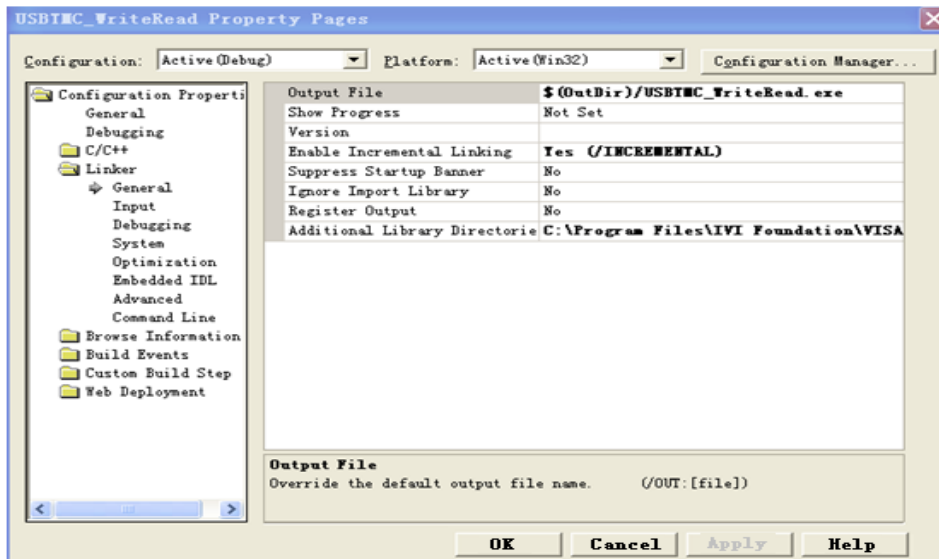 USBTMC_WriteRead Property Pages
Configuration: Active(Debug) Platform: Active(Win32) Configuration Manager...
Configuration Properti
General
Debugging
C/C++
Linker
General
Input
Debugging
System
Optimization
Embedded IDL
Advanced
Command Line
Browse Information
Build Events
Custom Build Step
Web Deployment
Output File $(OutDir)/USBTMC_WriteRead.exe
Show Progress Not Set
Version
Enable Incremental Linking Yes (/INCREMENTAL)
Suppress Startup Banner No
Ignore Import Library No
Register Output No
Additional Library Directorie C:\Program Files\IVI Foundation\VISA
Output File
Override the default output file name. (/OUT:[file])
OK Cancel Apply Help